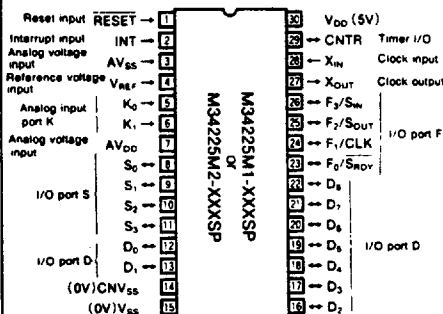 Reset input RESET 1
Interrupt input INT 2
Analog voltage input AVss 3
Reference voltage input VREF 4
Analog input port K
K₀ 5
K₁ 6
Analog voltage input AVDD 7
I/O port S
S₀ 8
S₁ 9
S₂ 10
S₃ 11
I/O port D
D₀ 12
D₁ 13
(0V)CNVss 14
(0V)Vss 15
M34225M2-XXXSP
or
M34225M1-XXXSP
30 VDD (5V)
29 CNTR Timer I/O
28 XIN Clock input
27 XOUT Clock output
26 F₃/SIN
25 F₂/SOUT
24 F₁/CLK
23 F₀/SRDY
I/O port F
22 D₈
21 D₇
20 D₆
19 D₅
18 D₄
17 D₃
16 D₂
I/O port D